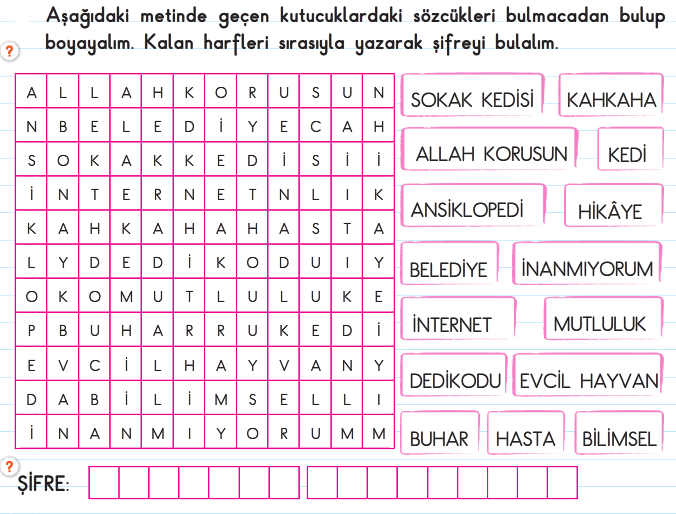 Aşağıdaki metinde geçen kutucuklardaki sözcükleri bulmacadan bulup
boyayalım. Kalan harfleri sırasıyla yazarak şifreyi bulalım.
?
A L L A H K O R U S U N
N B E L E D İ Y E C A H
S O K A K K E D İ S İ İ
İ N T E R N E T N L I K
K A H K A H A H A S T A
L Y D E D İ K O D U I Y
O K O M U T L U L U K E
P B U H A R R U K E D İ
E V C İ L H A Y V A N Y
D A B İ L İ M S E L L I
İ N A N M I Y O R U M M
SOKAK KEDİSİ KAHKAHA
ALLAH KORUSUN KEDİ
ANSİKLOPEDİ HİKÂYE
BELEDİYE İNANMIYORUM
İNTERNET MUTLULUK
DEDİKODU EVCİL HAYVAN
BUHAR HASTA BİLİMSEL
?
ŞİFRE: